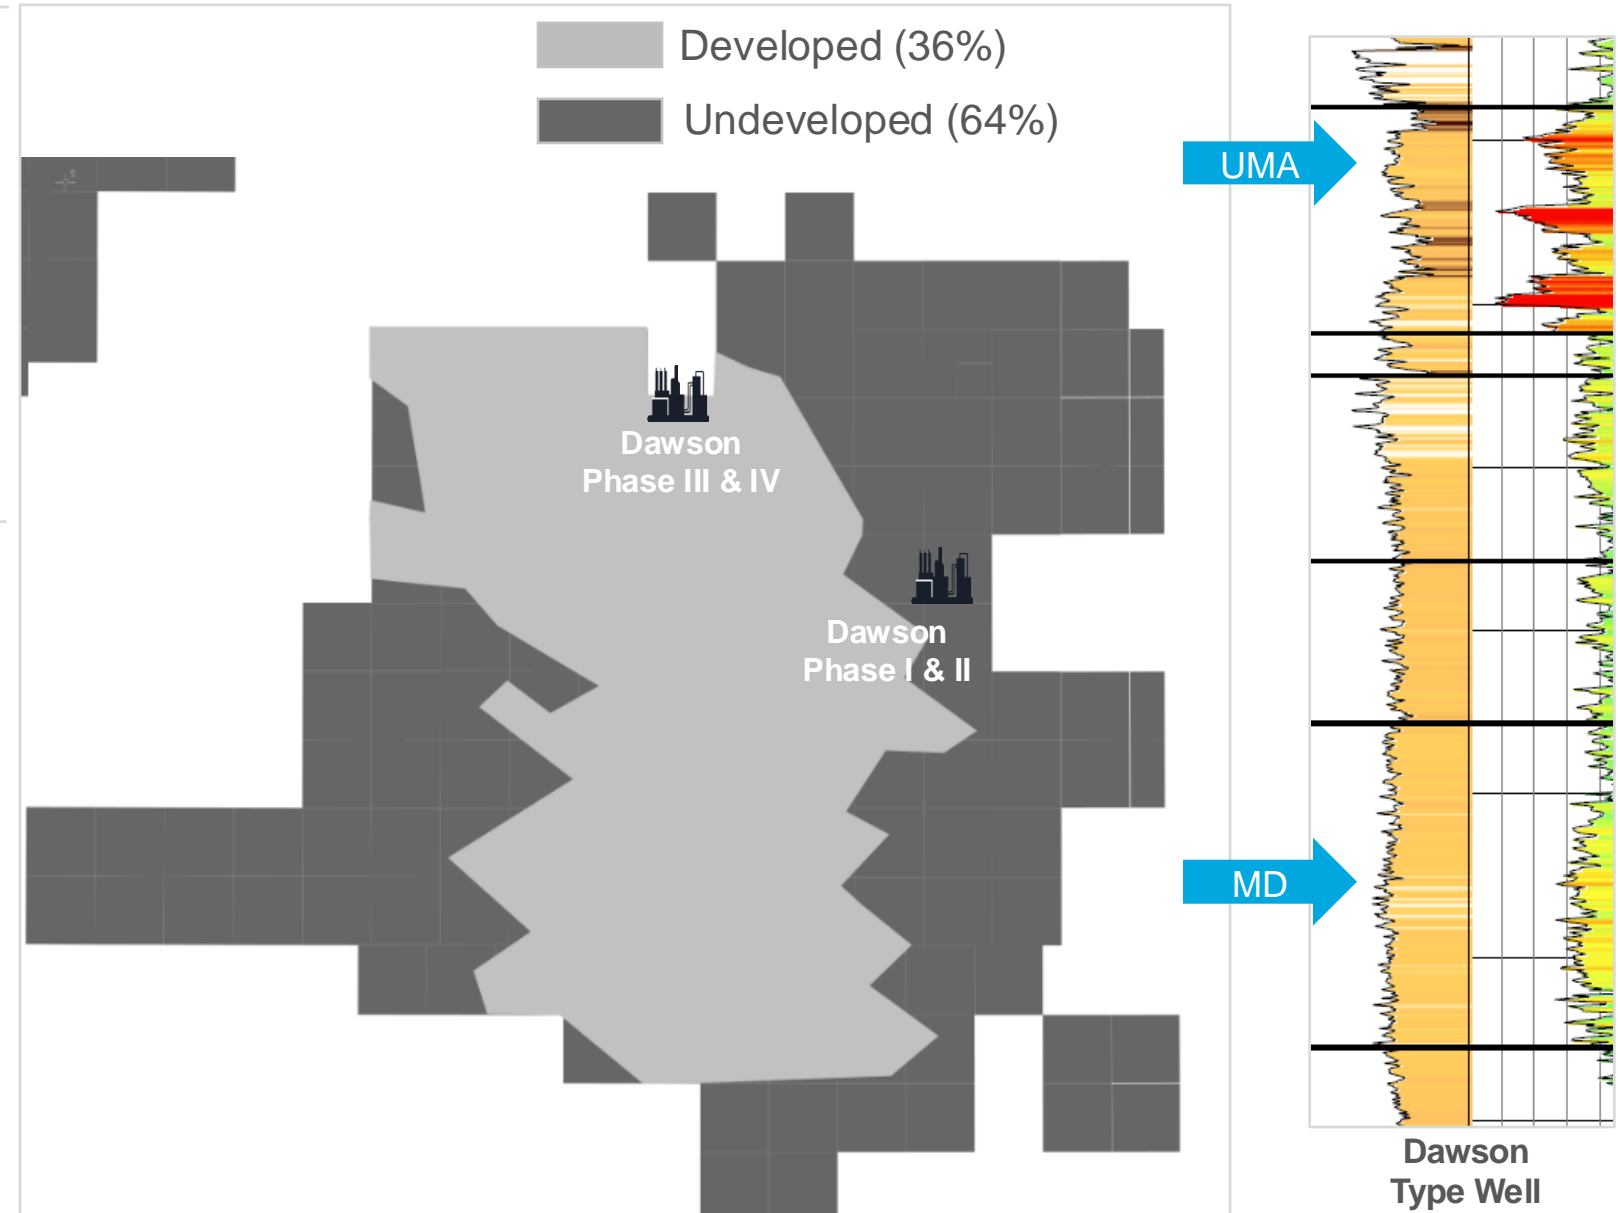 Developed (36%)
Undeveloped (64%)
UMA
Dawson
Phase III & IV
Dawson
Phase I & II
MD
Dawson
Type Well